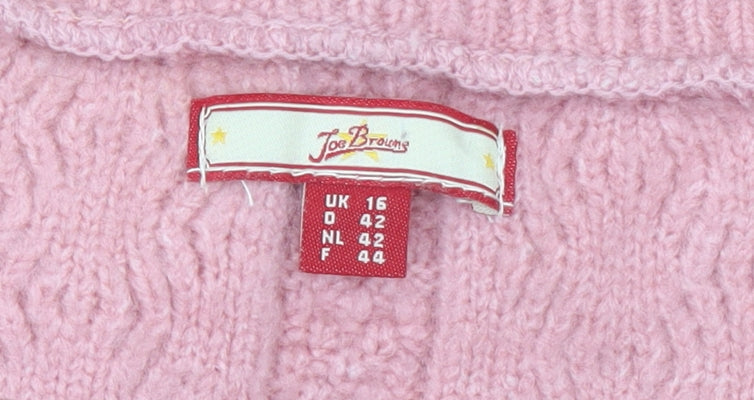 Joe Browns
UK 16
D 42
NL 42
F 44